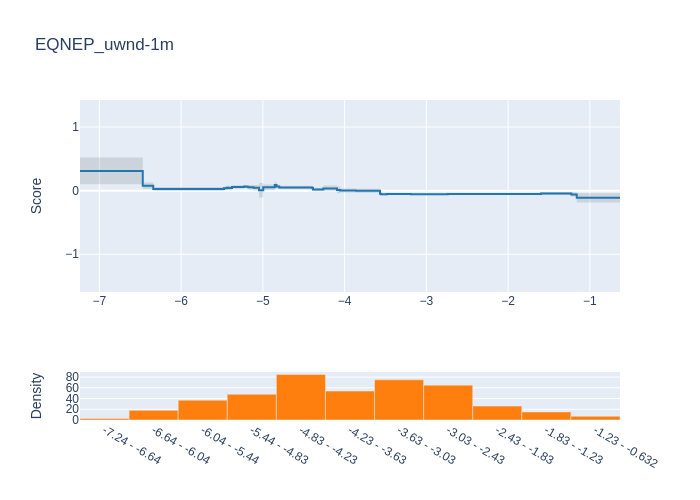 EQNEP_uwnd-1m
Score
1
0
−1
−7
−6
−5
−4
−3
−2
−1
Density
80
60
40
20
0
-7.24 - -6.64
-6.64 - -6.04
-6.04 - -5.44
-5.44 - -4.83
-4.83 - -4.23
-4.23 - -3.63
-3.63 - -3.03
-3.03 - -2.43
-2.43 - -1.83
-1.83 - -1.23
-1.23 - -0.632